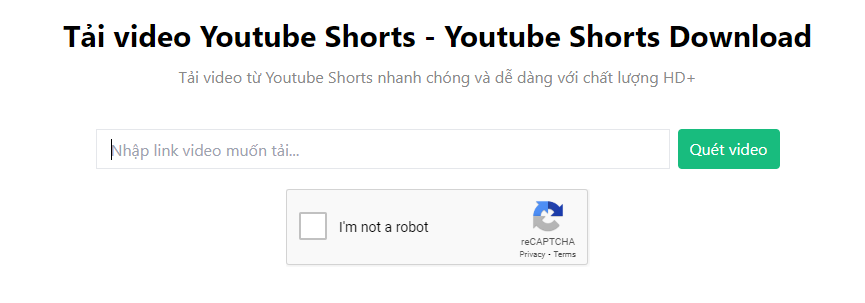 Tải video Youtube Shorts - Youtube Shorts Download
Tải video từ Youtube Shorts nhanh chóng và dễ dàng với chất lượng HD+
Nhập link video muốn tải...
Quét video
I'm not a robot
reCAPTCHA
Privacy - Terms